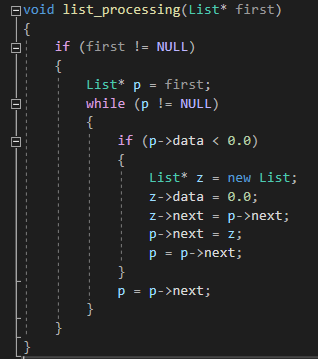 void list_processing(List* first)
{
    if (first != NULL)
    {
        List* p = first;
        while (p != NULL)
        {
            if (p->data < 0.0)
            {
                List* z = new List;
                z->data = 0.0;
                z->next = p->next;
                p->next = z;
                p = p->next;
            }
            p = p->next;
        }
    }
}